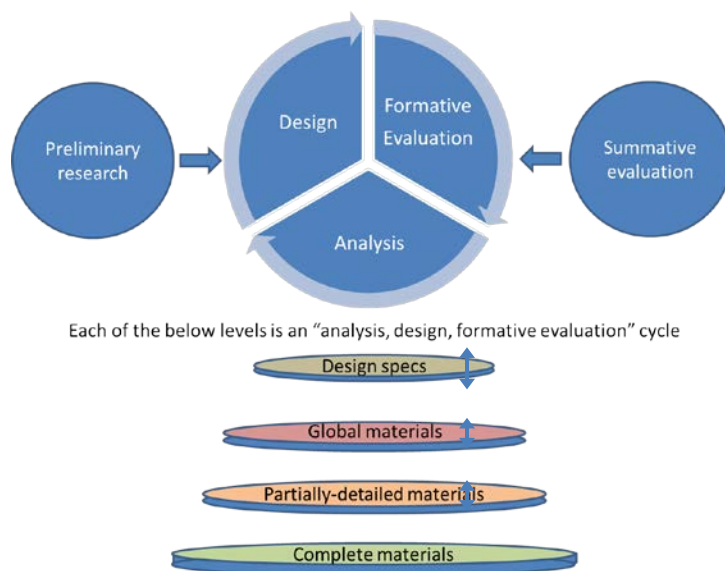 Preliminary
research
Design
Formative
Evaluation
Analysis
Summative
evaluation
Each of the below levels is an “analysis, design, formative evaluation” cycle
Design specs
Global materials
Partially-detailed materials
Complete materials